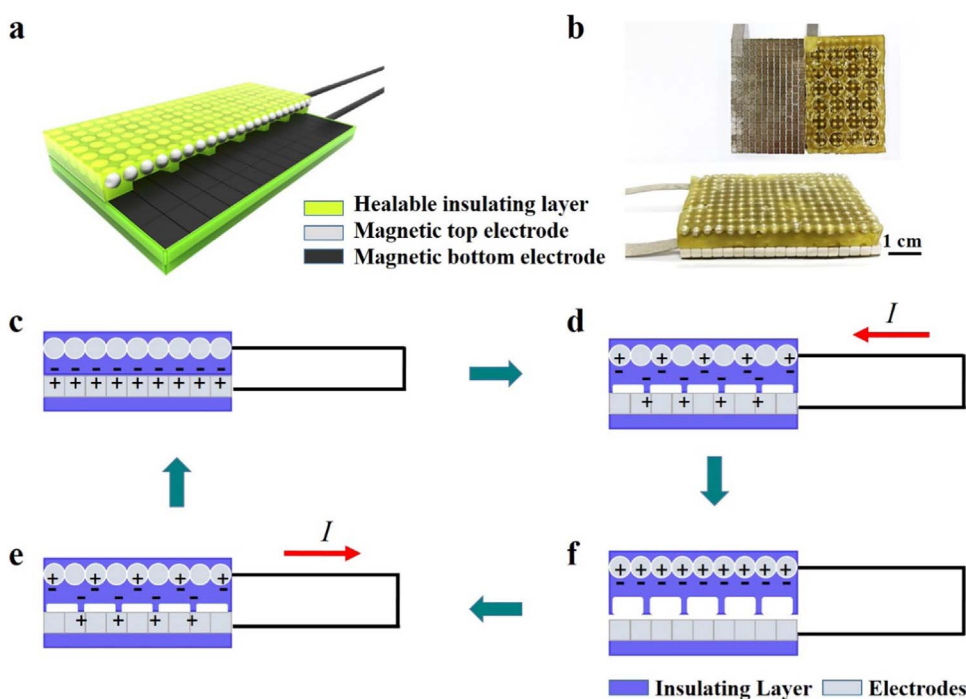 a
b
Healable insulating layer
Magnetic top electrode
Magnetic bottom electrode
1 cm
c
- - - - - - - - -
+ + + + + + + + +
d
I
+ + + +
- - - - - - - - -
+ + + +
e
I
+ + + +
- - - - - - - - -
+ + + +
f
+ + + + + + + + +
- - - - - - - - -
Insulating Layer
Electrodes